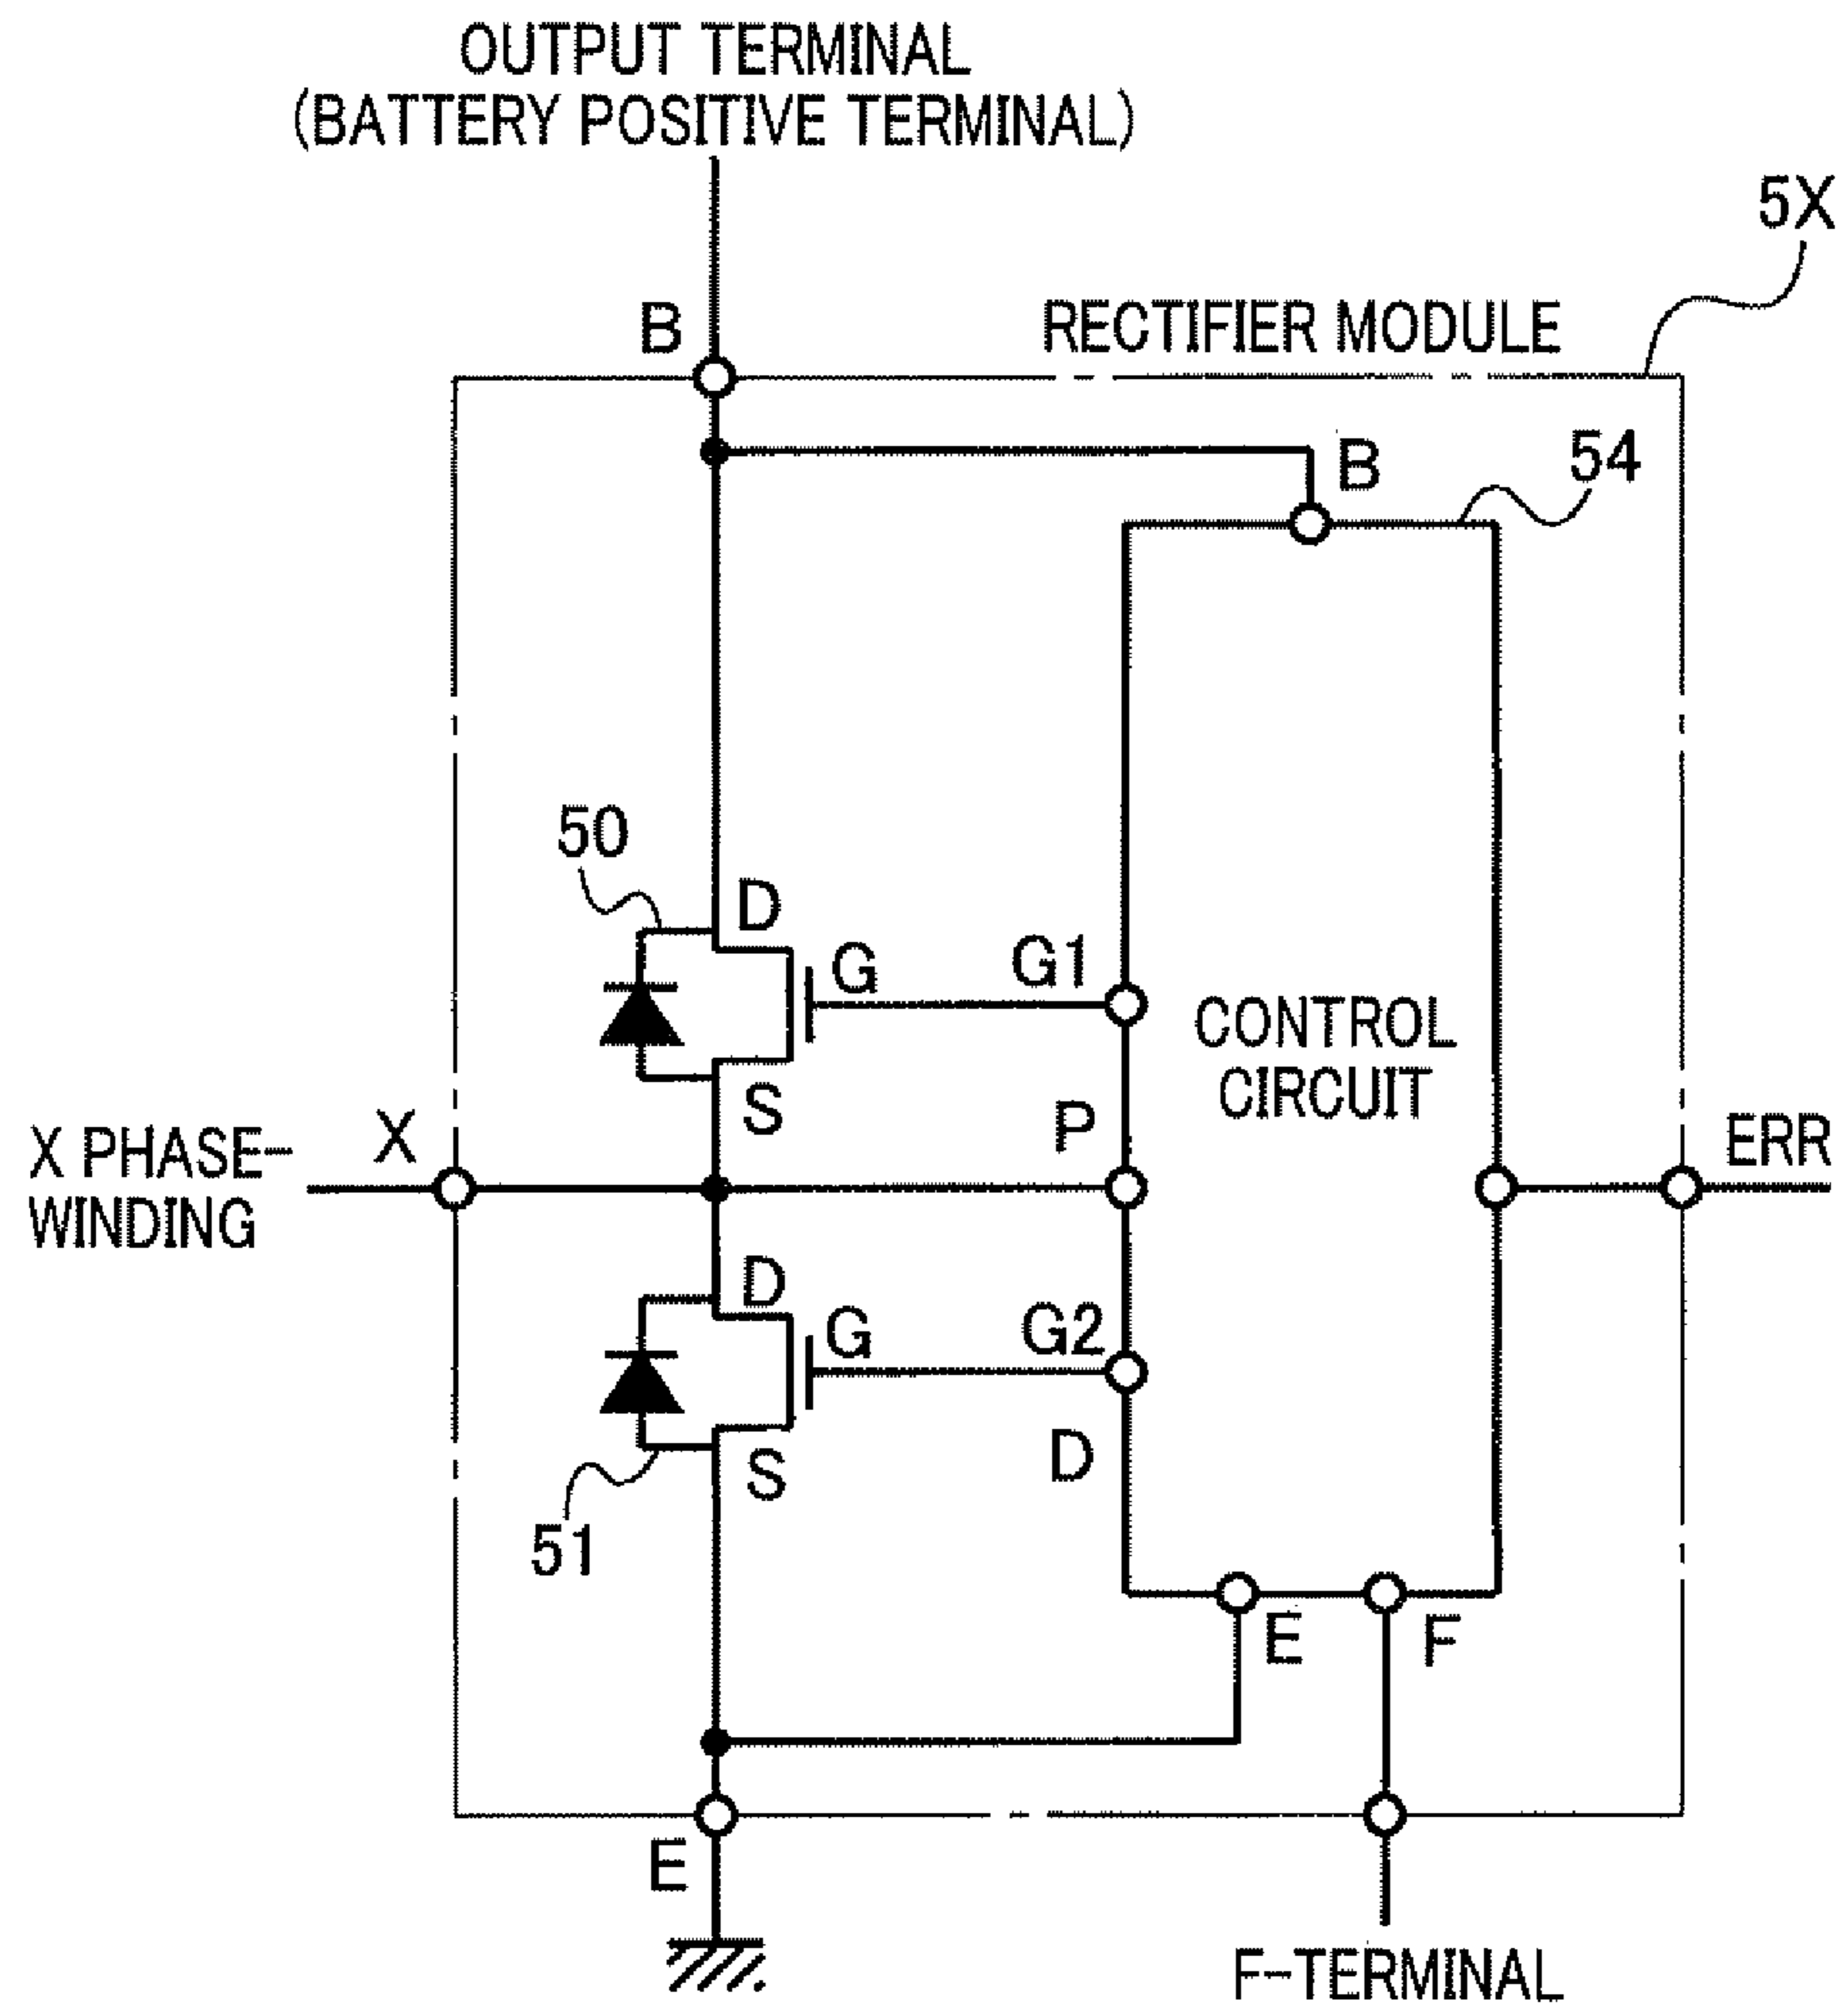 OUTPUT TERMINAL
(BATTERY POSITIVE TERMINAL)
5X
B
RECTIFIER MODULE
B
54
50
D
G
G1
CONTROL
CIRCUIT
S
P
X
X PHASE-
WINDING
ERR
D
G
G2
S
D
51
E
F
E
F-TERMINAL